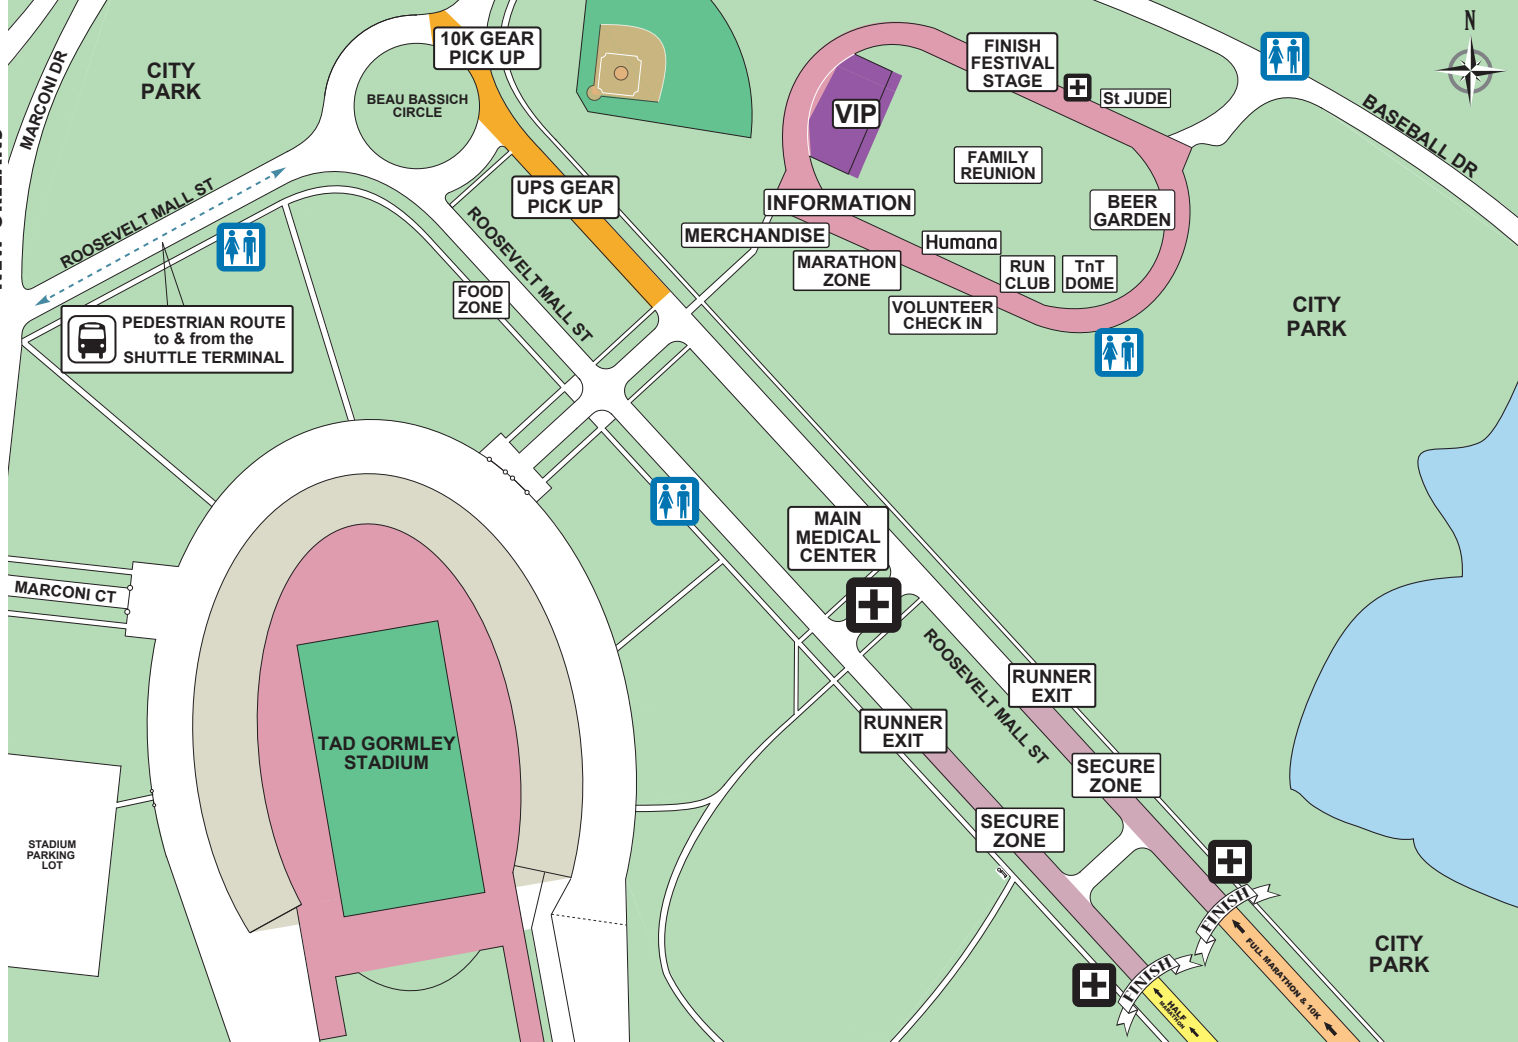 N
10K GEAR
PICK UP
FINISH
FESTIVAL
STAGE
CITY
PARK
MARCONI DR
BEAU BASSICH
CIRCLE
St JUDE
VIP
BASEBALL DR
FAMILY
REUNION
UPS GEAR
PICK UP
INFORMATION
BEER
GARDEN
ROOSEVELT MALL ST
ROOSEVELT MALL ST
MERCHANDISE
Humana
MARATHON
ZONE
RUN
CLUB
TnT
DOME
FOOD
ZONE
VOLUNTEER
CHECK IN
CITY
PARK
PEDESTRIAN ROUTE
to & from the
SHUTTLE TERMINAL
MAIN
MEDICAL
CENTER
MARCONI CT
ROOSEVELT MALL ST
RUNNER
EXIT
RUNNER
EXIT
TAD GORMLEY
STADIUM
SECURE
ZONE
SECURE
ZONE
STADIUM
PARKING
LOT
FINISH
FULL MARATHON & 10K
CITY
PARK
FINISH
HALF
MARATHON